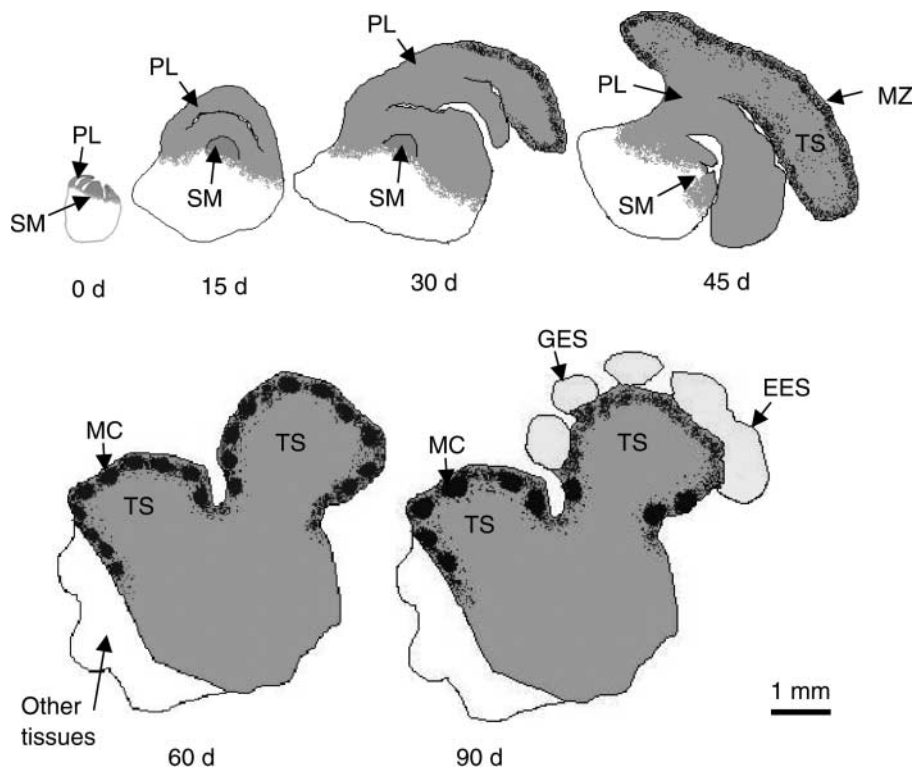 PL
SM
0 d
PL
SM
15 d
PL
SM
30 d
PL
MZ
TS
SM
45 d
MC
TS
TS
Other
tissues
60 d
GES
EES
MC
TS
TS
90 d
1 mm